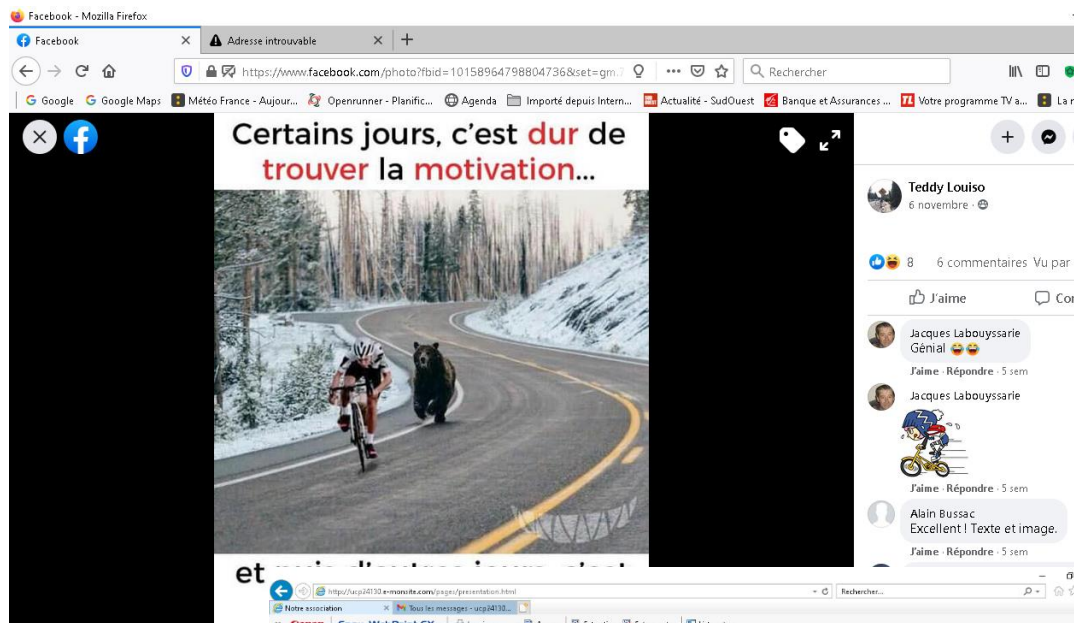 Facebook - Mozilla Firefox
Facebook
Adresse introuvable
https://www.facebook.com/photo?fbid=10158964798804736&set=gm.7
Rechercher
Google
Google Maps
Météo France - Aujour...
Openrunner - Planific...
Agenda
Importé depuis Intern...
Actualité - SudOuest
Banque et Assurances ...
Votre programme TV a...
Certains jours, c'est dur de
trouver la motivation...
et
Teddy Louiso
6 novembre
8
6 commentaires Vu par
J'aime
Jacques Labouyssarie
Génial
J'aime · Répondre · 5 sem
Jacques Labouyssarie
J'aime · Répondre · 5 sem
Alain Bussac
Excellent ! Texte et image.
J'aime · Répondre · 5 sem
http://ucp24130.e-monsite.com/pages/presentation.html
Rechercher...
Notre association
Tous les messages - ucp24130...